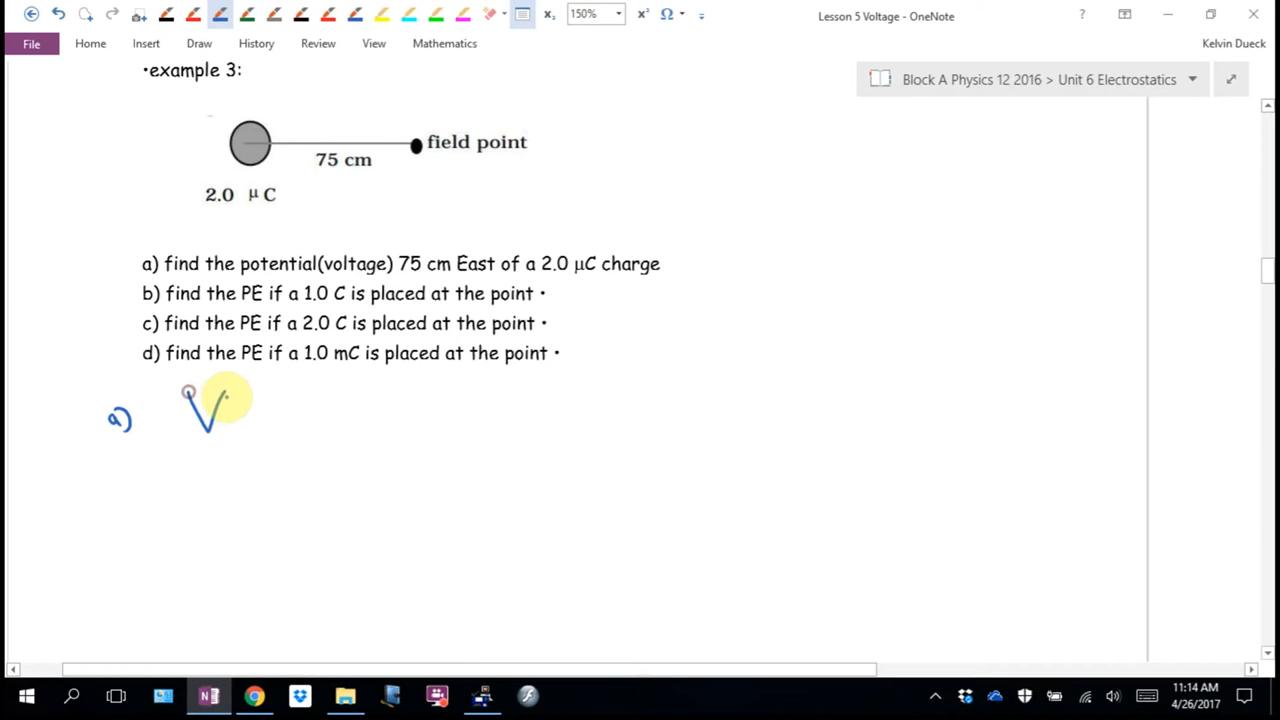 150%
Lesson 5 Voltage - OneNote
File Home Insert Draw History Review View Mathematics Kelvin Dueck
•example 3:
Block A Physics 12 2016 > Unit 6 Electrostatics
field point
75 cm
2.0 μ C
a) find the potential(voltage) 75 cm East of a 2.0 μC charge
b) find the PE if a 1.0 C is placed at the point •
c) find the PE if a 2.0 C is placed at the point •
d) find the PE if a 1.0 mC is placed at the point •
a) V
11:14 AM
4/26/2017